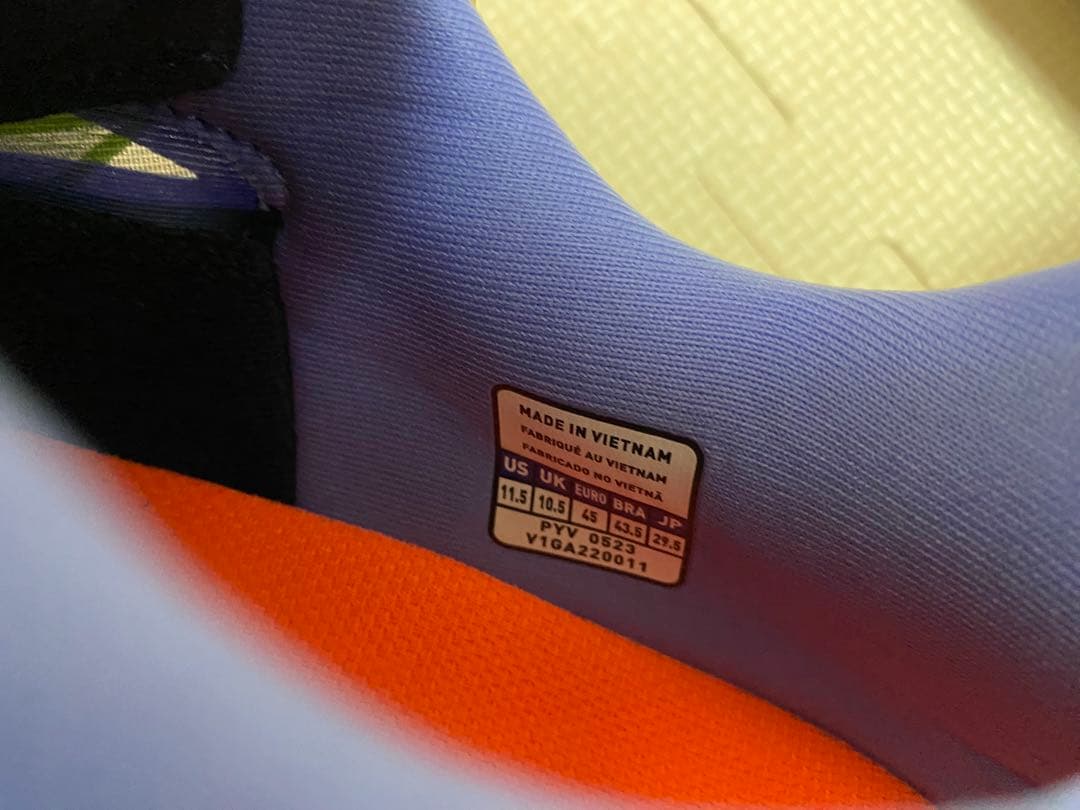 MADE IN VIETNAM
FABRIQUÉ AU VIETNAM
FABRICADO NO VIETNÃ
US UK EURO BRA JP
11.5 10.5 45 43.5 29.5
PYV 0523
V1GA220011